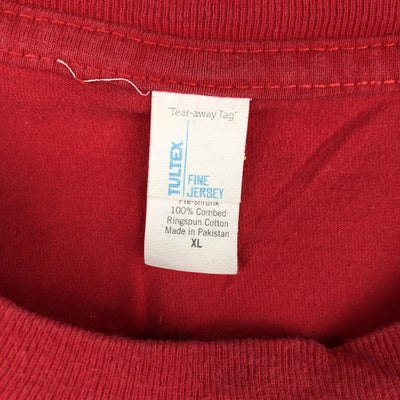 "Tear-away Tag"
TULTEX
FINE
JERSEY
Pre-shrunk
100% Combed
Ringspun Cotton
Made in Pakistan
XL